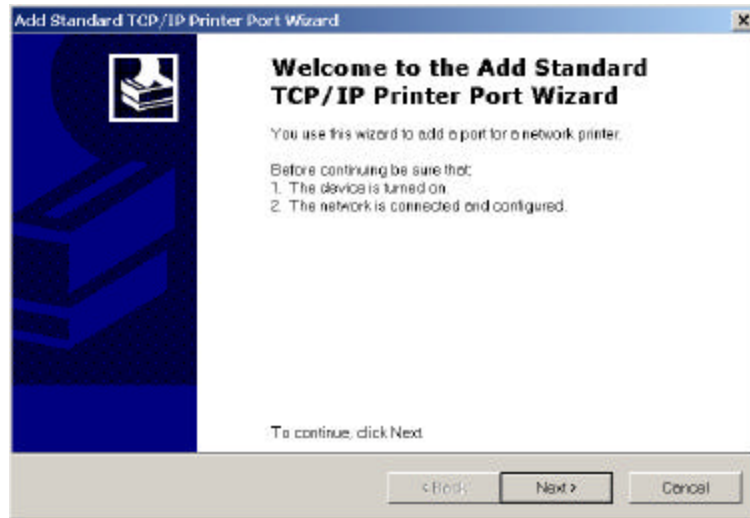 Add Standard TCP/IP Printer Port Wizard
Welcome to the Add Standard
TCP/IP Printer Port Wizard
You use this wizard to add a port for a network printer.
Before continuing be sure that:
1. The device is turned on.
2. The network is connected and configured.
To continue, click Next
< Back
Next >
Cancel